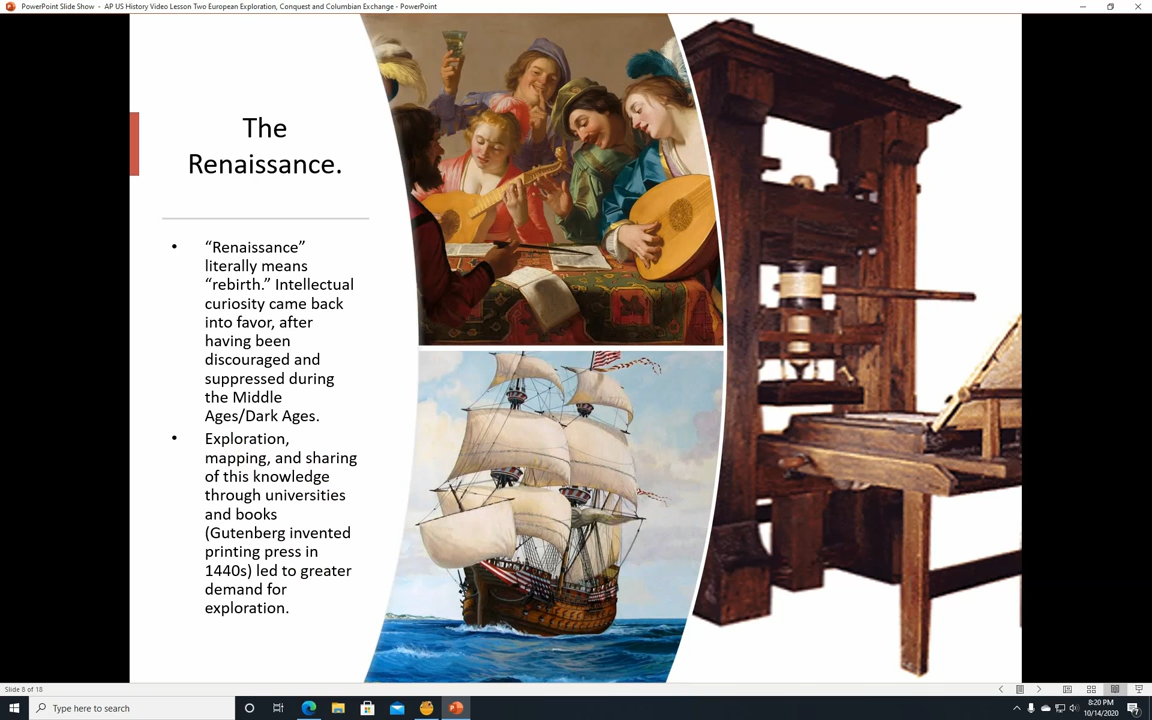 PowerPoint Slide Show - AP US History Video Lesson Two European Exploration, Conquest and Columbian Exchange - PowerPoint
The
Renaissance.
• “Renaissance”
literally means
“rebirth.” Intellectual
curiosity came back
into favor, after
having been
discouraged and
suppressed during
the Middle
Ages/Dark Ages.
• Exploration,
mapping, and sharing
of this knowledge
through universities
and books
(Gutenberg invented
printing press in
1440s) led to greater
demand for
exploration.
Slide 8 of 18
Type here to search
8:20 PM
10/14/2020
7